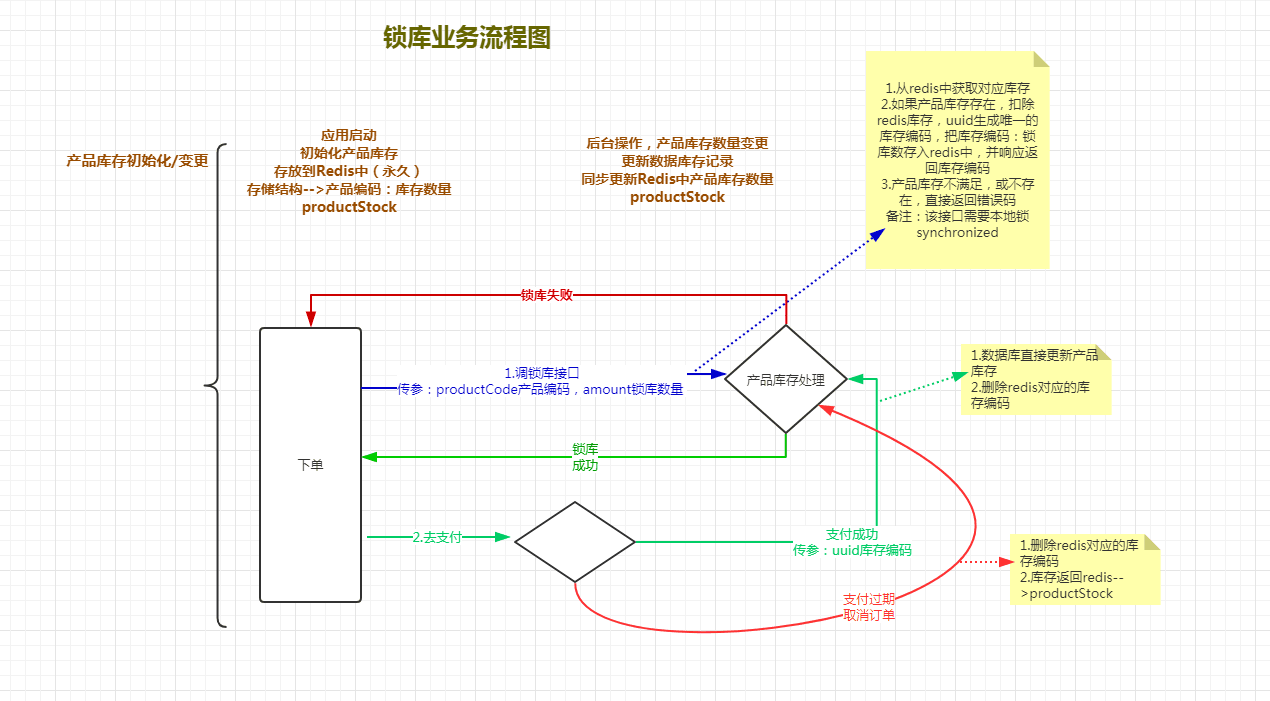 锁库业务流程图
产品库存初始化/变更
应用启动
初始化产品库存
存放到Redis中（永久）
存储结构-->产品编码：库存数量
productStock
后台操作，产品库存数量变更
更新数据库存记录
同步更新Redis中产品库存数量
productStock
1.从redis中获取对应库存
2.如果产品库存存在，扣除
redis库存，uuid生成唯一的
库存编码，把库存编码：锁
库数存入redis中，并响应返
回库存编码
3.产品库存不满足，或不存
在，直接返回错误码
备注：该接口需要本地锁
synchronized
锁库失败
1.调锁库接口
传参：productCode产品编码，amount锁库数量
产品库存处理
1.数据库直接更新产品
库存
2.删除redis对应的库
存编码
下单
锁库
成功
2.去支付
支付成功
传参：uuid库存编码
1.删除redis对应的库
存编码
2.库存返回redis--
>productStock
支付过期
取消订单